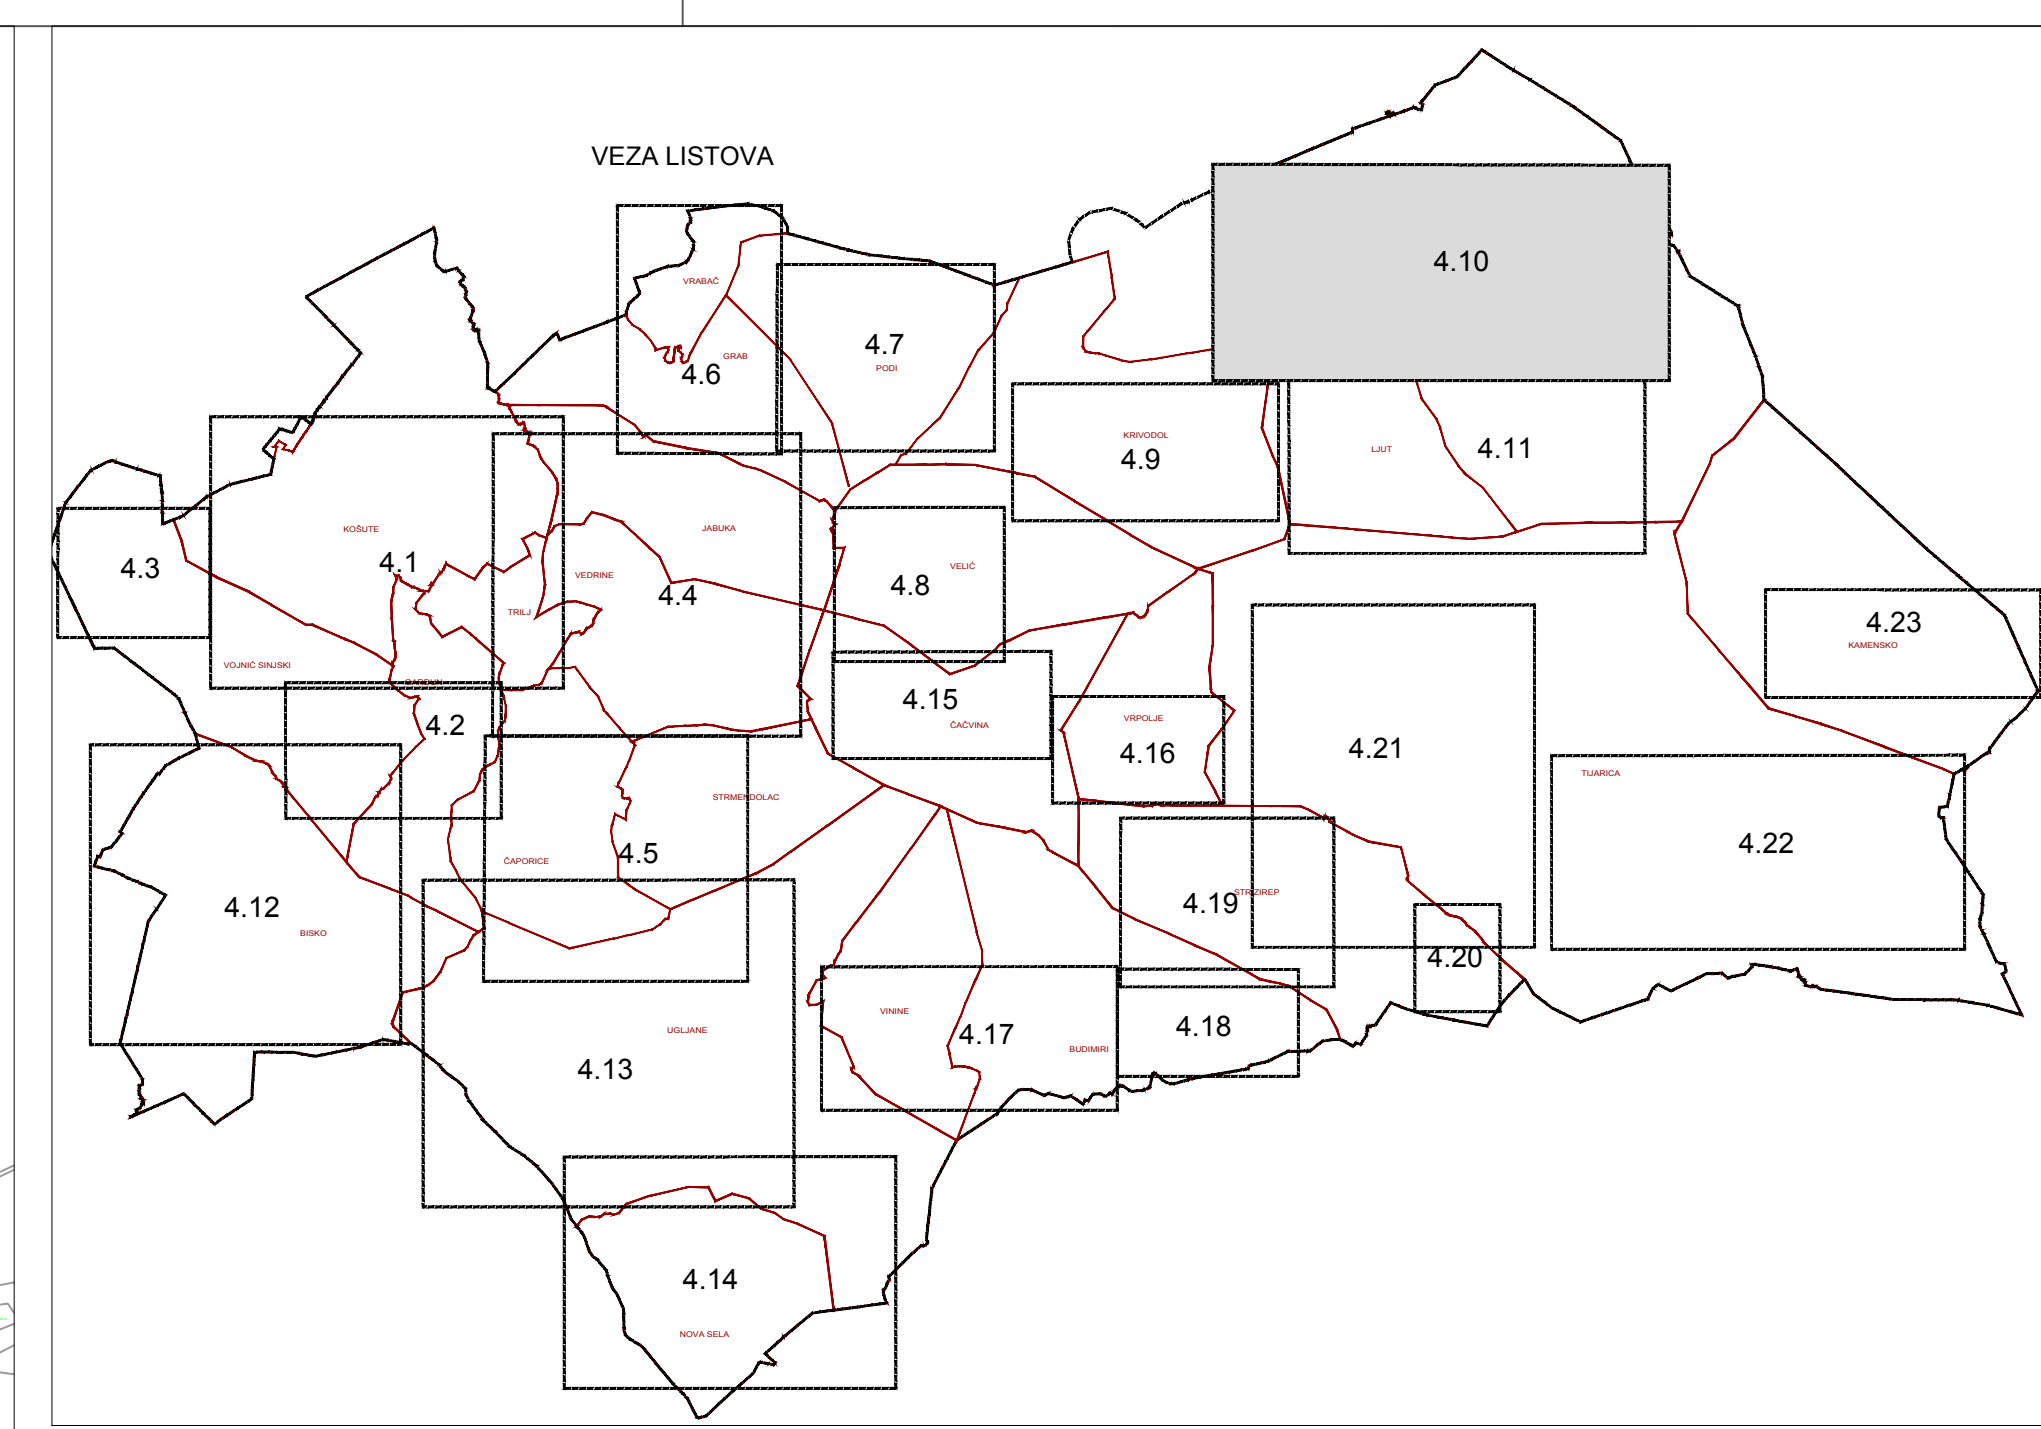 VEZA LISTOVA
4.10
VRABAČ
4.7
GRAB
PODI
4.6
KRIVODOL
LJUT
4.11
4.9
KOŠUTE
JABUKA
4.3
4.1
VEDRINE
VELIĆ
4.8
4.4
TRILJ
4.23
KAMENSKO
VOJNIĆ SINJSKI
GARDUN
4.15
4.2
ČAČVINA
VRPOLJE
4.16
4.21
TIJARICA
STRMENDOLAC
4.5
ČAPORICE
4.22
4.12
BISKO
4.19
STRIZIREP
4.20
VININE
UGLJANE
4.17
4.18
BUDIMIRI
4.13
4.14
NOVA SELA